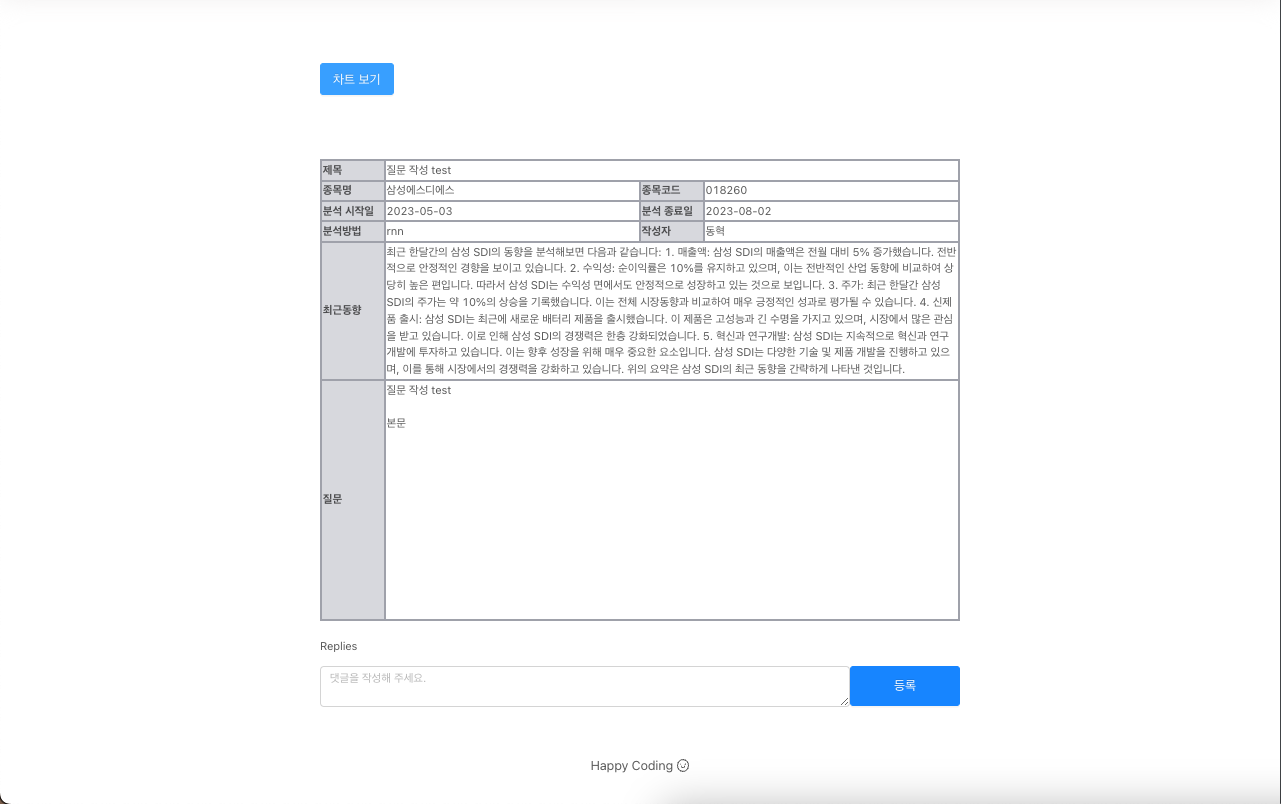 차트 보기
제목 질문 작성 test
종목명 삼성에스디에스 종목코드 018260
분석 시작일 2023-05-03 분석 종료일 2023-08-02
분석방법 rnn 작성자 동혁
최근 한달간의 삼성 SDI의 동향을 분석해보면 다음과 같습니다: 1. 매출액: 삼성 SDI의 매출액은 전월 대비 5% 증가했습니다. 전반
적으로 안정적인 경향을 보이고 있습니다. 2. 수익성: 순이익률은 10%를 유지하고 있으며, 이는 전반적인 산업 동향에 비교하여 상
당히 높은 편입니다. 따라서 삼성 SDI는 수익성 면에서도 안정적으로 성장하고 있는 것으로 보입니다. 3. 주가: 최근 한달간 삼성
최근동향
SDI의 주가는 약 10%의 상승을 기록했습니다. 이는 전체 시장동향과 비교하여 매우 긍정적인 성과로 평가될 수 있습니다. 4. 신제
품 출시: 삼성 SDI는 최근에 새로운 배터리 제품을 출시했습니다. 이 제품은 고성능과 긴 수명을 가지고 있으며, 시장에서 많은 관심
을 받고 있습니다. 이로 인해 삼성 SDI의 경쟁력은 한층 강화되었습니다. 5. 혁신과 연구개발: 삼성 SDI는 지속적으로 혁신과 연구
개발에 투자하고 있습니다. 이는 향후 성장을 위해 매우 중요한 요소입니다. 삼성 SDI는 다양한 기술 및 제품 개발을 진행하고 있으
며, 이를 통해 시장에서의 경쟁력을 강화하고 있습니다. 위의 요약은 삼성 SDI의 최근 동향을 간략하게 나타낸 것입니다.
질문
질문 작성 test
본문
Replies
댓글을 작성해 주세요.
등록
Happy Coding